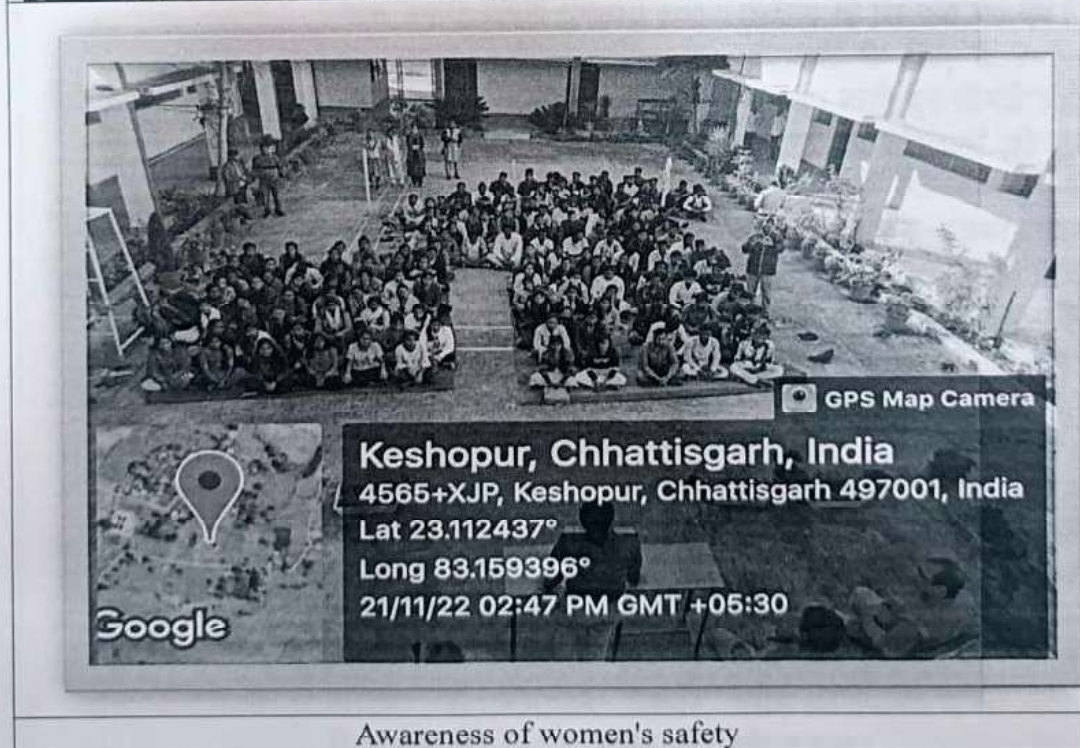 GPS Map Camera
Keshopur, Chhattisgarh, India
4565+XJP, Keshopur, Chhattisgarh 497001, India
Lat 23.112437°
Long 83.159396°
21/11/22 02:47 PM GMT +05:30
Google
Awareness of women's safety